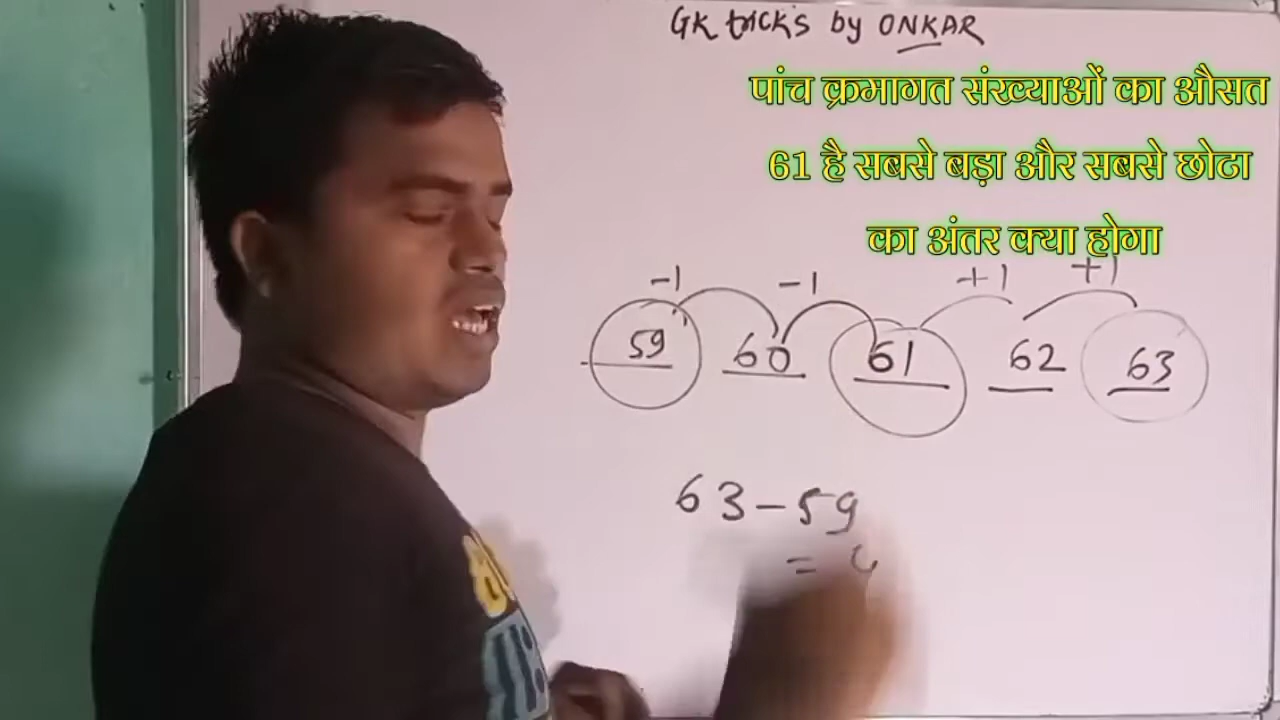 GK tricks by ONKAR
पांच क्रमागत संख्याओं का औसत
61 है सबसे बड़ा और सबसे छोटा
का अंतर क्या होगा
-1 -1 +1 +1
59 60 61 62 63
63-59
= 4